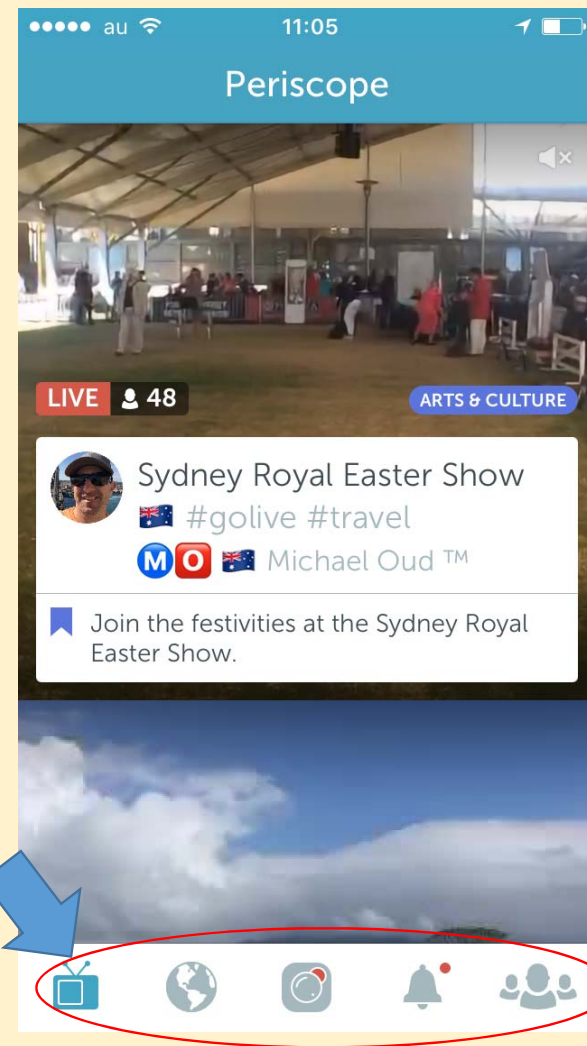 au 11:05
Periscope
LIVE 48
ARTS & CULTURE
Sydney Royal Easter Show
🇦🇺 #golive #travel
Ⓜ️🅾️ 🇦🇺 Michael Oud ™
Join the festivities at the Sydney Royal
Easter Show.